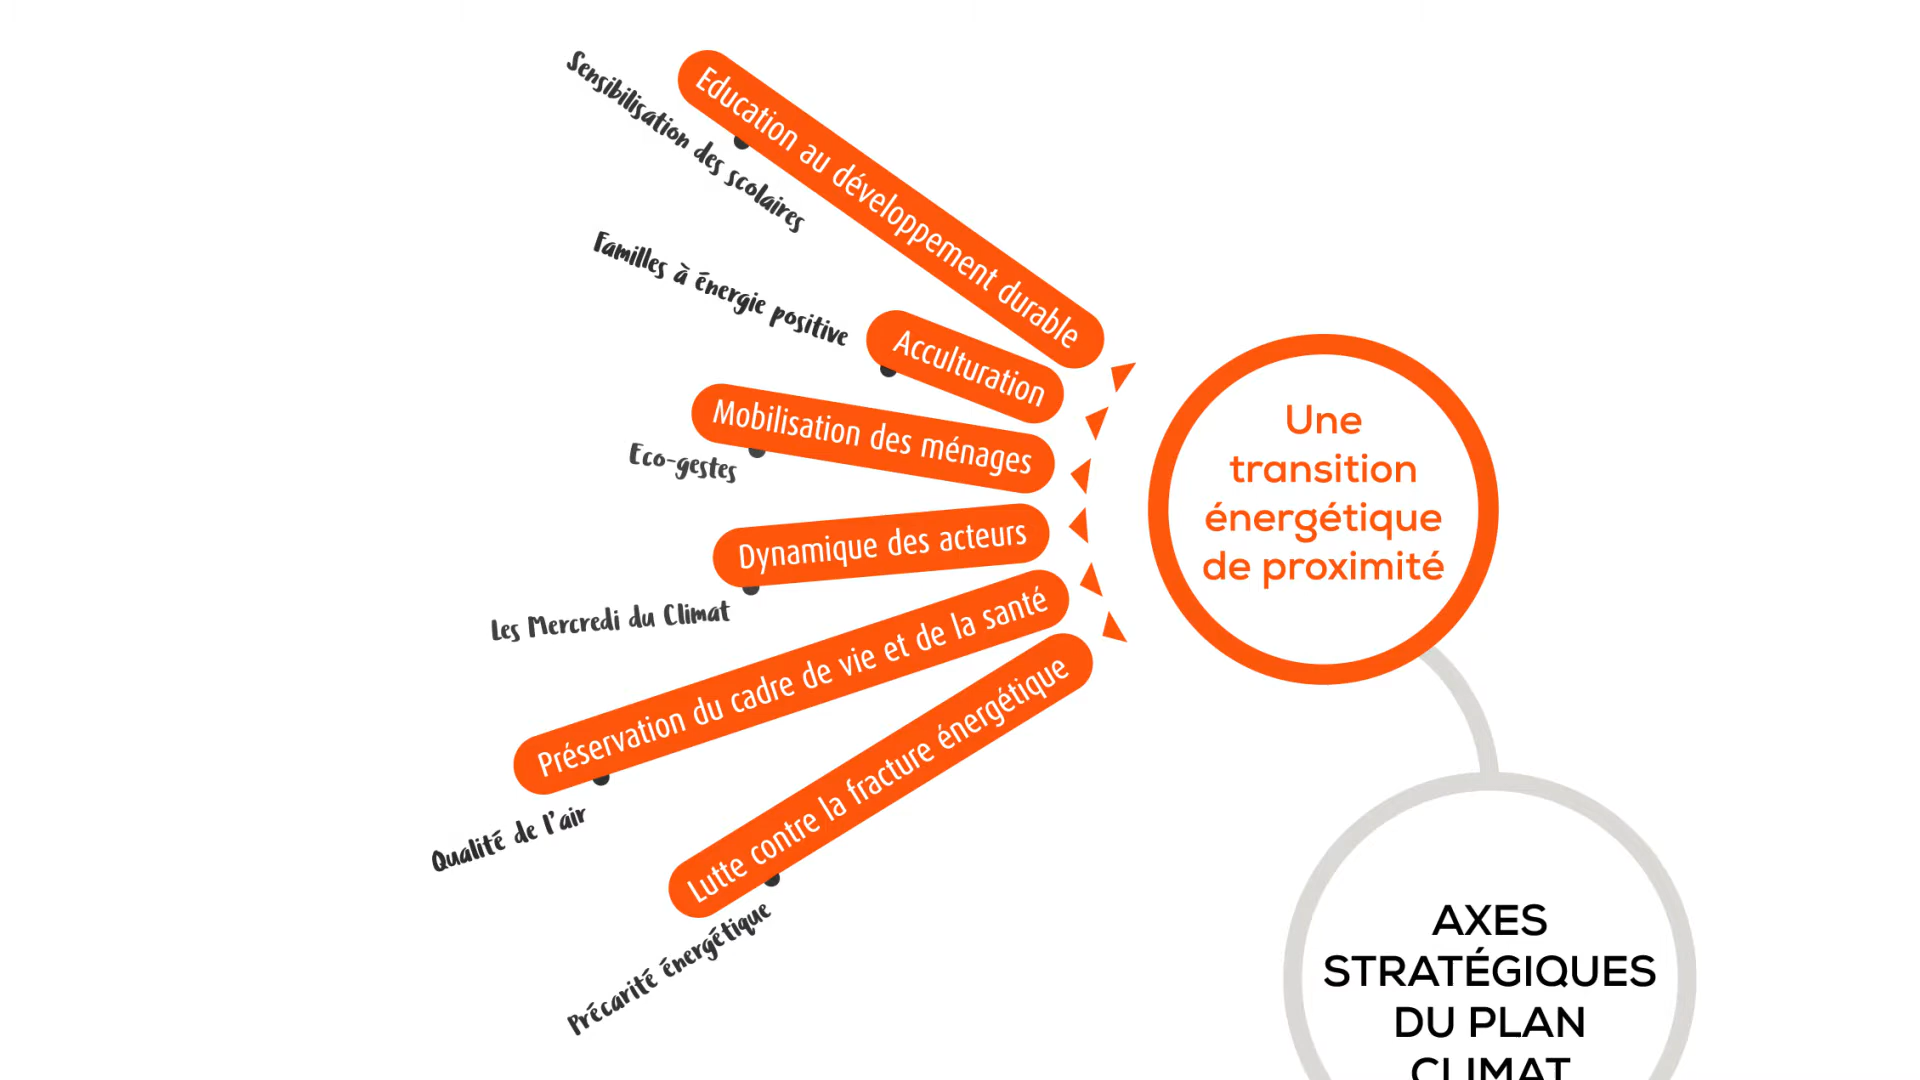 Sensibilisation des scolaires
Education au développement durable
Familles à énergie positive
Acculturation
Mobilisation des ménages
Eco-gestes
Dynamique des acteurs
Les Mercredi du Climat
Préservation du cadre de vie et de la santé
Qualité de l'air
Lutte contre la fracture énergétique
Précarité énergétique
Une
transition
énergétique
de proximité
AXES
STRATÉGIQUES
DU PLAN
CLIMAT